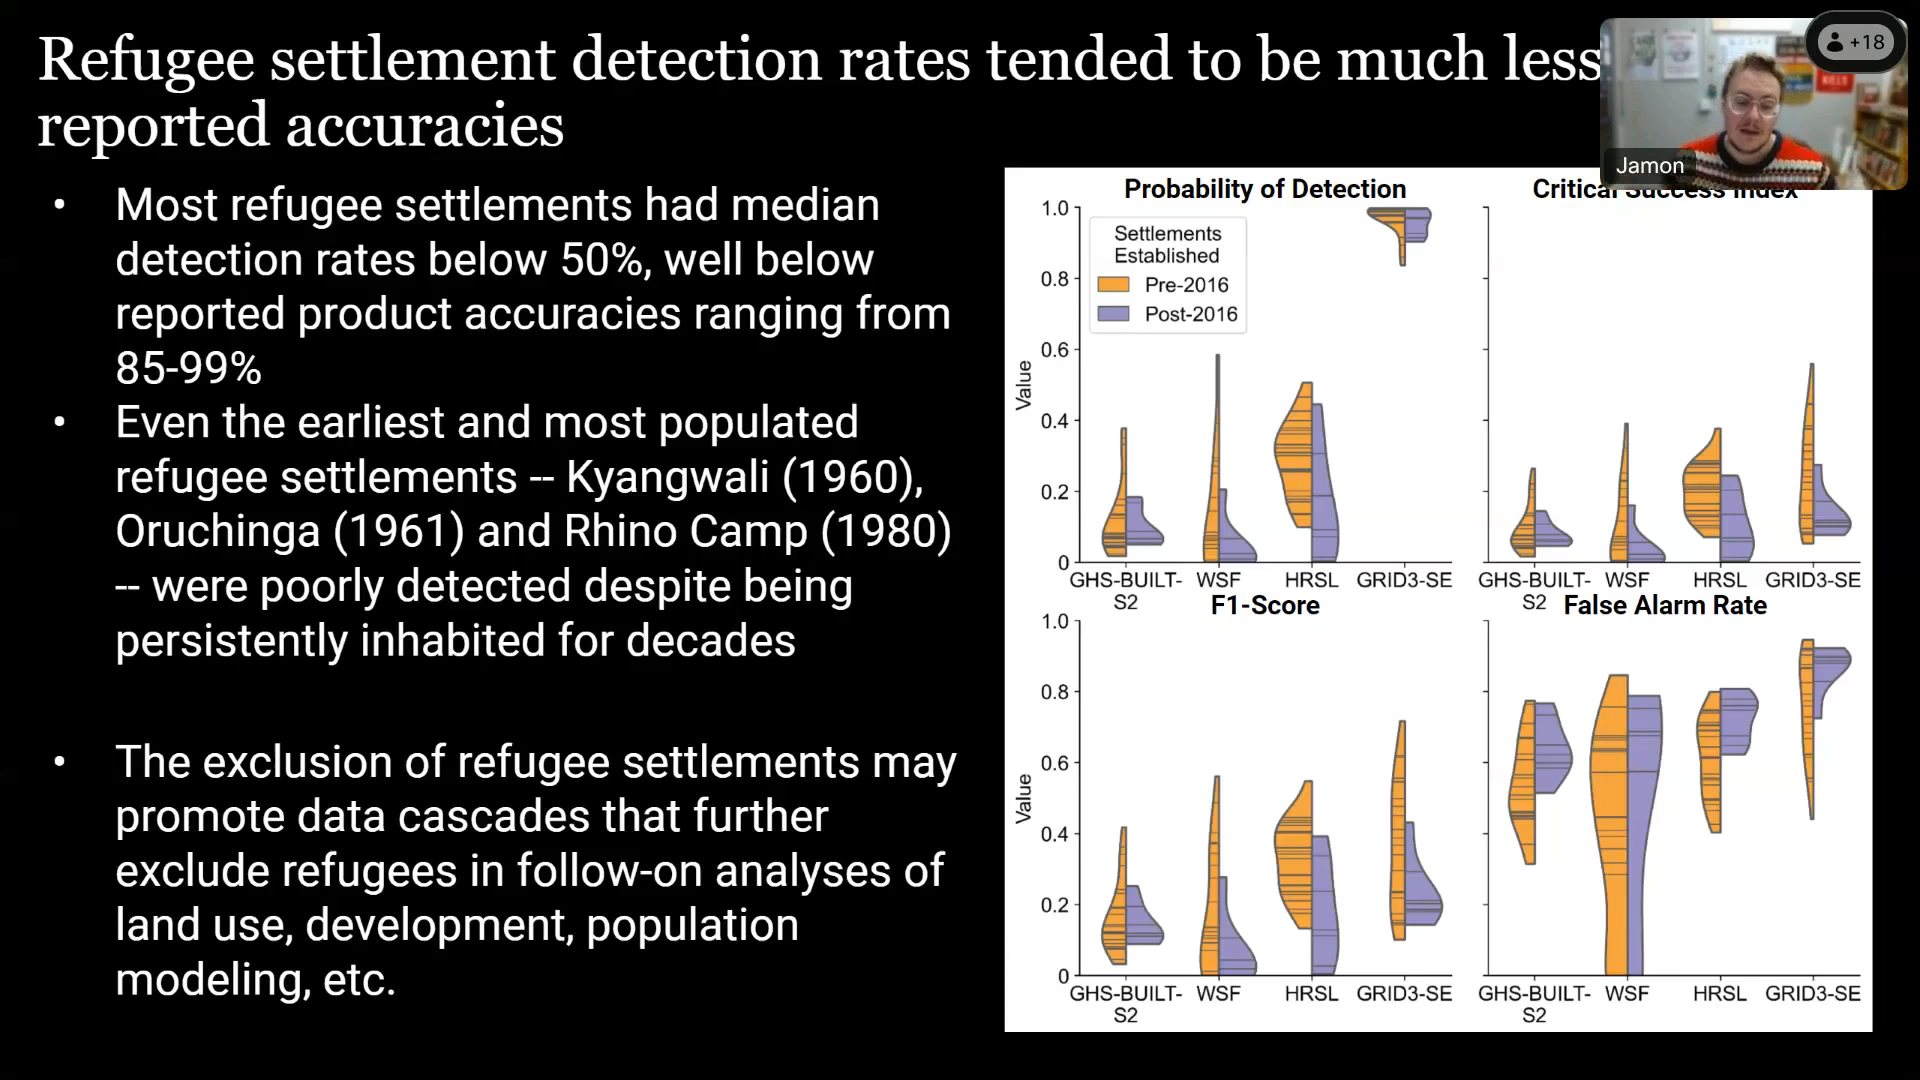 Refugee settlement detection rates tended to be much less
reported accuracies
• Most refugee settlements had median
detection rates below 50%, well below
reported product accuracies ranging from
85-99%
• Even the earliest and most populated
refugee settlements -- Kyangwali (1960),
Oruchinga (1961) and Rhino Camp (1980)
-- were poorly detected despite being
persistently inhabited for decades
• The exclusion of refugee settlements may
promote data cascades that further
exclude refugees in follow-on analyses of
land use, development, population
modeling, etc.
+18
Jamon
Probability of Detection
Settlements
Established
Pre-2016
Post-2016
Value
1.0
0.8
0.6
0.4
0.2
0
GHS-BUILT-
S2
WSF
HRSL
GRID3-SE
Critical Success Index
GHS-BUILT-
S2
WSF
HRSL
GRID3-SE
F1-Score
Value
1.0
0.8
0.6
0.4
0.2
0
GHS-BUILT-
S2
WSF
HRSL
GRID3-SE
False Alarm Rate
GHS-BUILT-
S2
WSF
HRSL
GRID3-SE